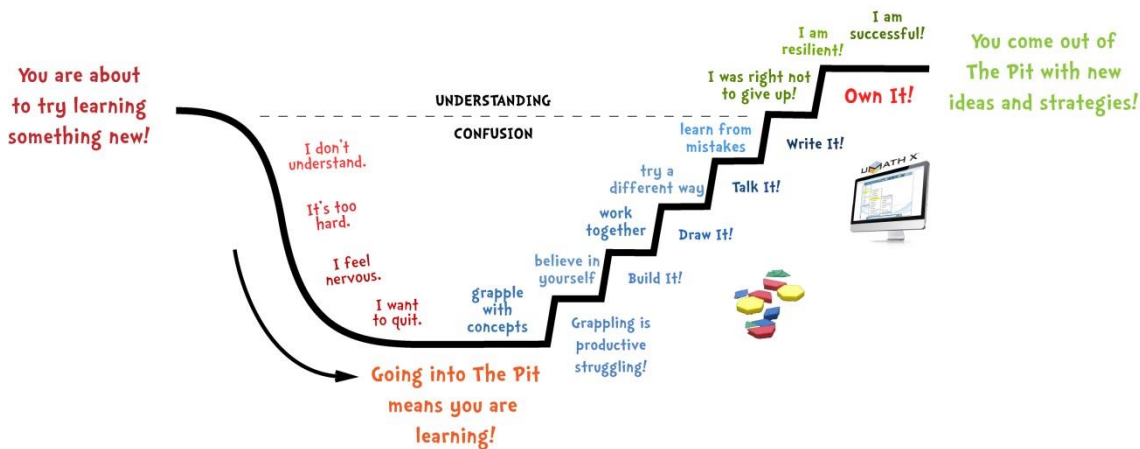 You are about
to try learning
something new!
UNDERSTANDING
CONFUSION
I don't
understand.
It's too
hard.
I feel
nervous.
I want
to quit.
Going into The Pit
means you are
learning!
grapple
with
concepts
Grappling is
productive
struggling!
believe in
yourself
Build It!
work
together
Draw It!
try a
different way
Talk It!
learn from
mistakes
Write It!
I was right not
to give up!
Own It!
I am
resilient!
I am
successful!
You come out of
The Pit with new
ideas and strategies!